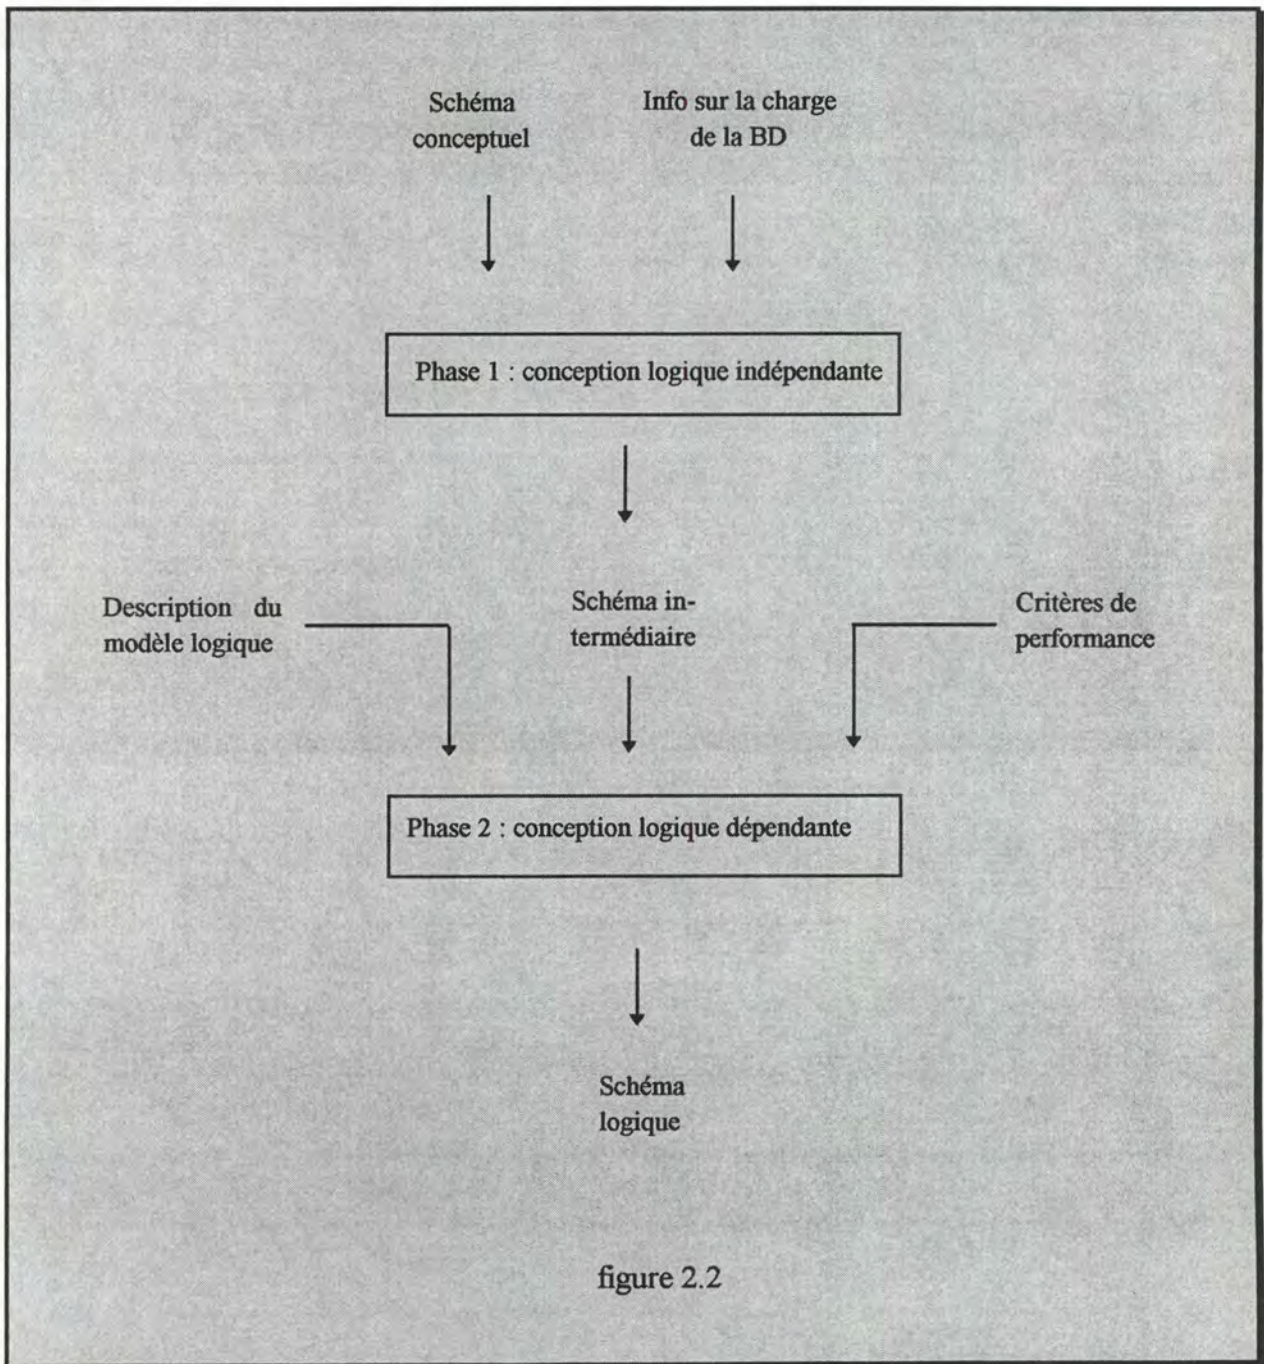 Schéma
conceptuel
Info sur la charge
de la BD
Phase 1 : conception logique indépendante
Description du
modèle logique
Schéma in-
termédiaire
Critères de
performance
Phase 2 : conception logique dépendante
Schéma
logique
figure 2.2